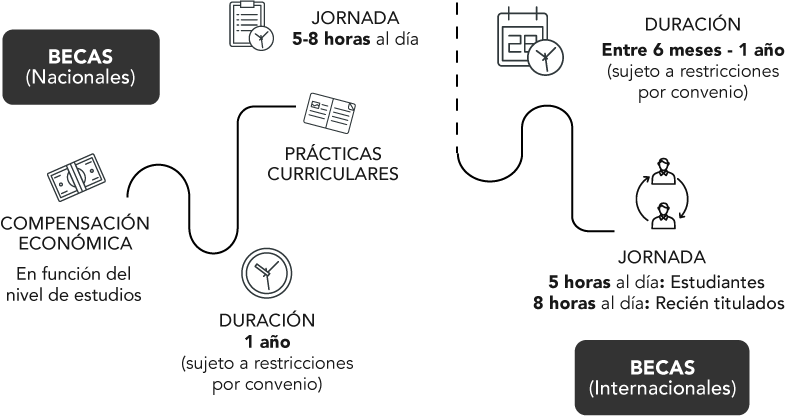 BECAS
(Nacionales)
JORNADA
5-8 horas al día
PRÁCTICAS
CURRICULARES
COMPENSACIÓN
ECONÓMICA
En función del
nivel de estudios
DURACIÓN
1 año
(sujeto a restricciones
por convenio)
DURACIÓN
Entre 6 meses - 1 año
(sujeto a restricciones
por convenio)
JORNADA
5 horas al día: Estudiantes
8 horas al día: Recién titulados
BECAS
(Internacionales)